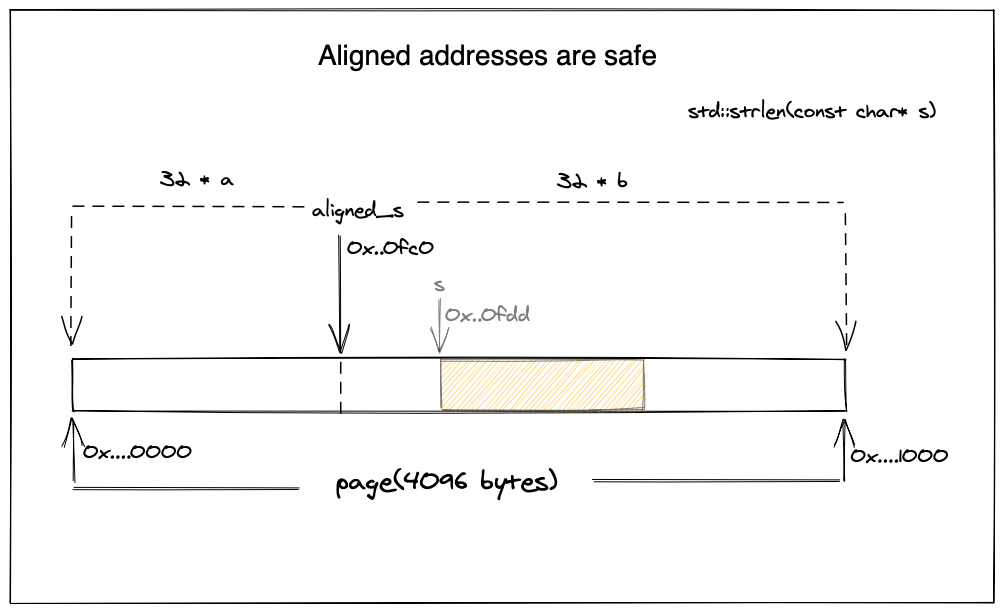 Aligned addresses are safe
std::strlen(const char* s)
32 * a
32 * b
aligned_s
0x..0fc0
s
0x..0fdd
0x....0000
0x....1000
page(4096 bytes)